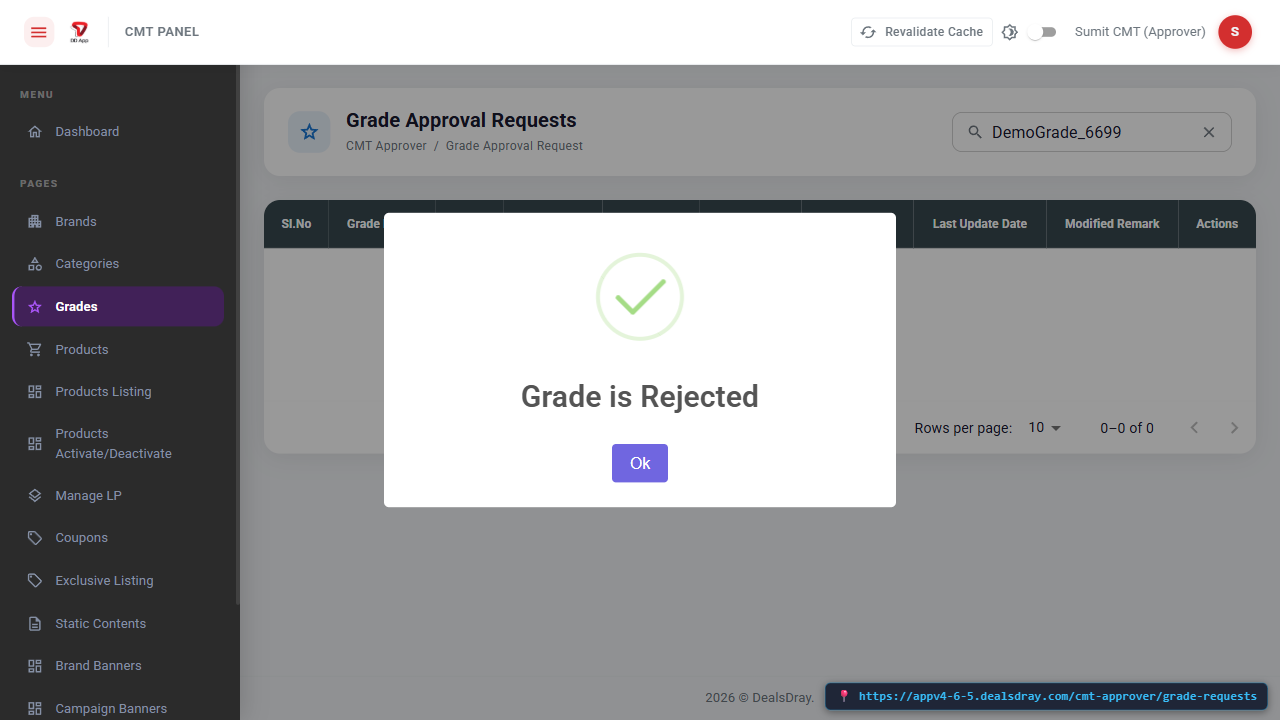 DD App
CMT PANEL
Revalidate Cache
Sumit CMT (Approver)
S
MENU
Dashboard
PAGES
Brands
Categories
Grades
Products
Products Listing
Products
Activate/Deactivate
Manage LP
Coupons
Exclusive Listing
Static Contents
Brand Banners
Campaign Banners
Grade Approval Requests
CMT Approver / Grade Approval Request
DemoGrade_6699
Sl.No
Grade
Last Update Date
Modified Remark
Actions
Grade is Rejected
Ok
Rows per page: 10
0–0 of 0
2026 © DealsDray.
https://appv4-6-5.dealsdray.com/cmt-approver/grade-requests